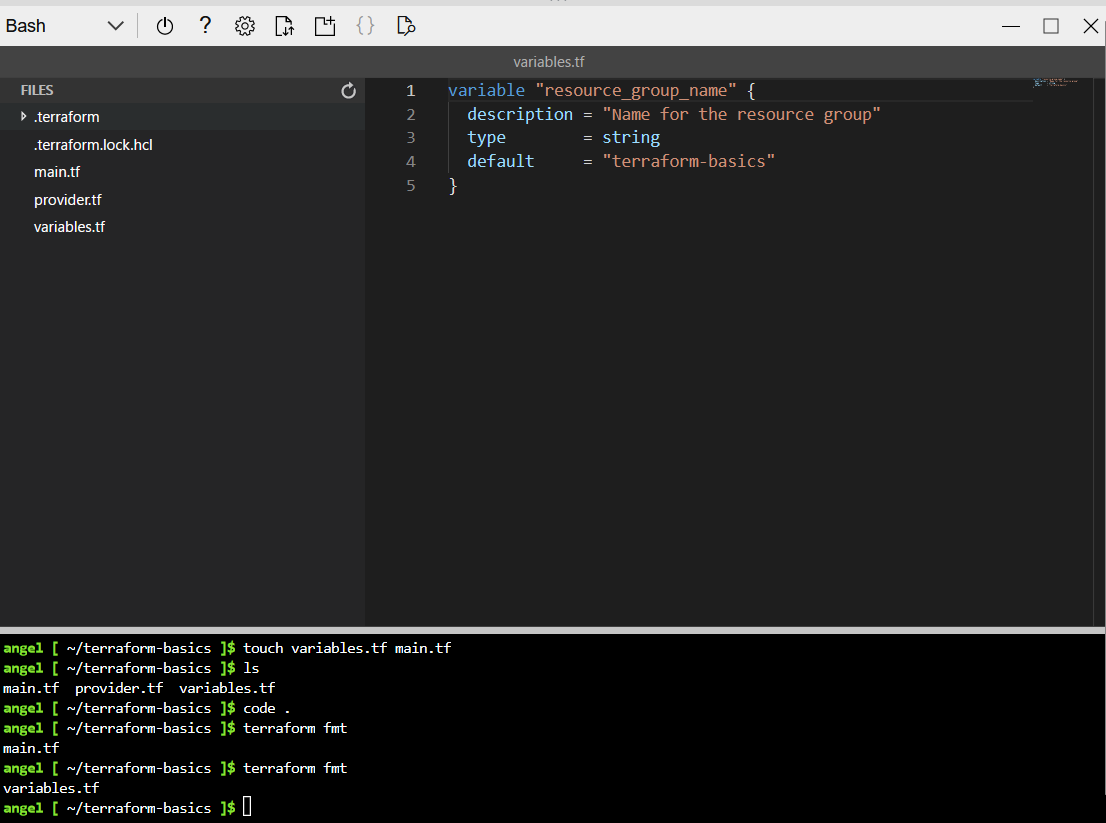 Bash
variables.tf
FILES
.terraform
.terraform.lock.hcl
main.tf
provider.tf
variables.tf
1 variable "resource_group_name" {
2   description = "Name for the resource group"
3   type        = string
4   default     = "terraform-basics"
5 }
angel [ ~/terraform-basics ]$ touch variables.tf main.tf
angel [ ~/terraform-basics ]$ ls
main.tf  provider.tf  variables.tf
angel [ ~/terraform-basics ]$ code .
angel [ ~/terraform-basics ]$ terraform fmt
main.tf
angel [ ~/terraform-basics ]$ terraform fmt
variables.tf
angel [ ~/terraform-basics ]$